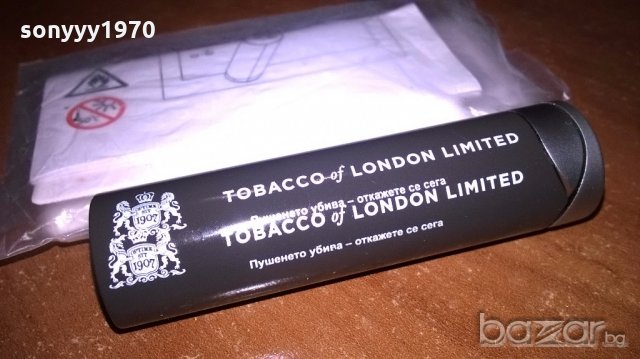 sonyyy1970
TOBACCO of LONDON LIMITED
Пушенето убива – откажете се сега
TOBACCO of LONDON LIMITED
Пушенето убива – откажете се сега
1907
1907
bazar.bg